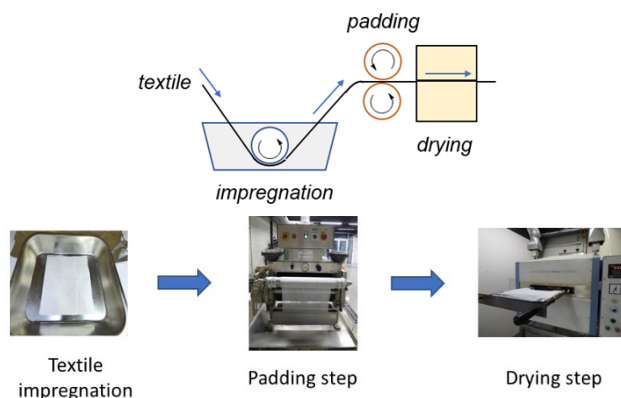 padding
textile
drying
impregnation
Textile
impregnation
Padding step
Drying step